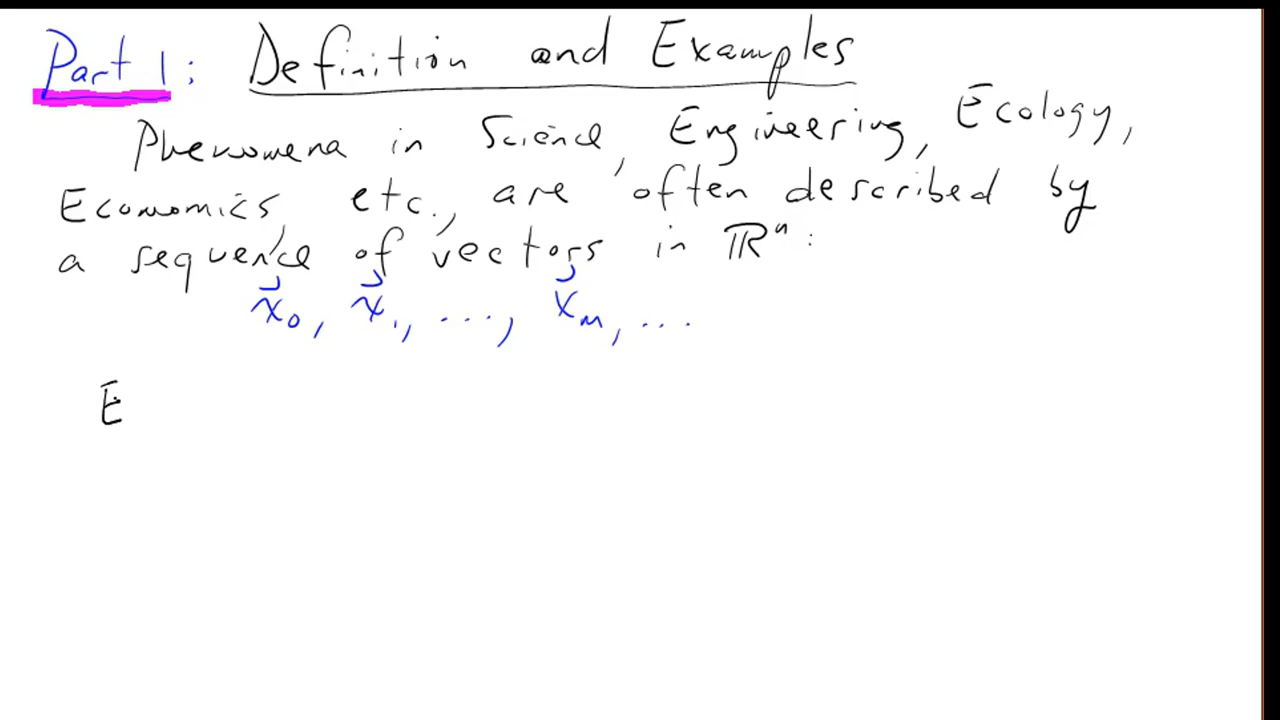 Part 1: Definition and Examples
Phenomena in Science, Engineering, Ecology,
Economics, etc., are often described by
a sequence of vectors in ℝⁿ:
x⃗₀, x⃗₁, ..., x⃗ₘ, ...
E